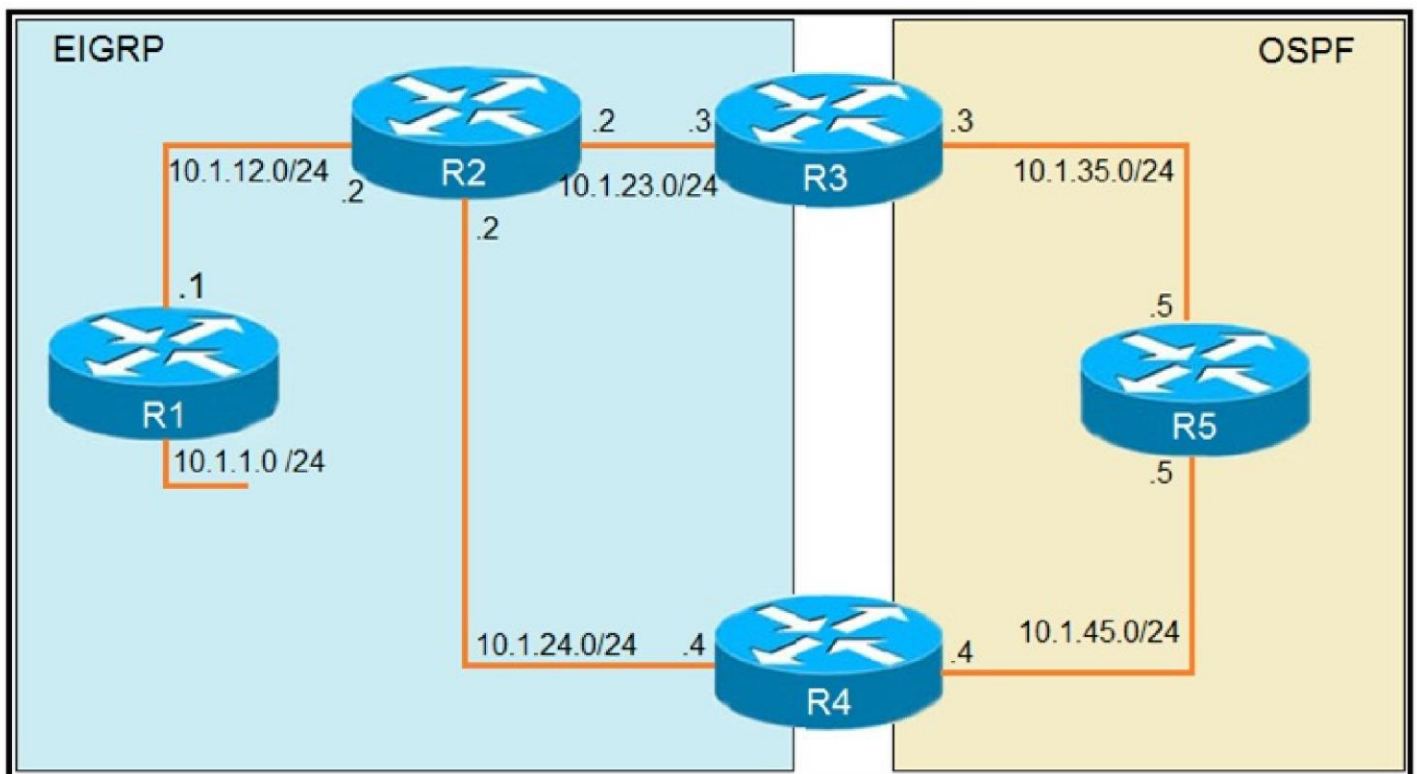 EIGRP
OSPF
R2
.2
.3
R3
.3
10.1.12.0/24
.2
10.1.23.0/24
10.1.35.0/24
.2
.1
.5
R1
R5
10.1.1.0 /24
.5
10.1.24.0/24
.4
R4
.4
10.1.45.0/24